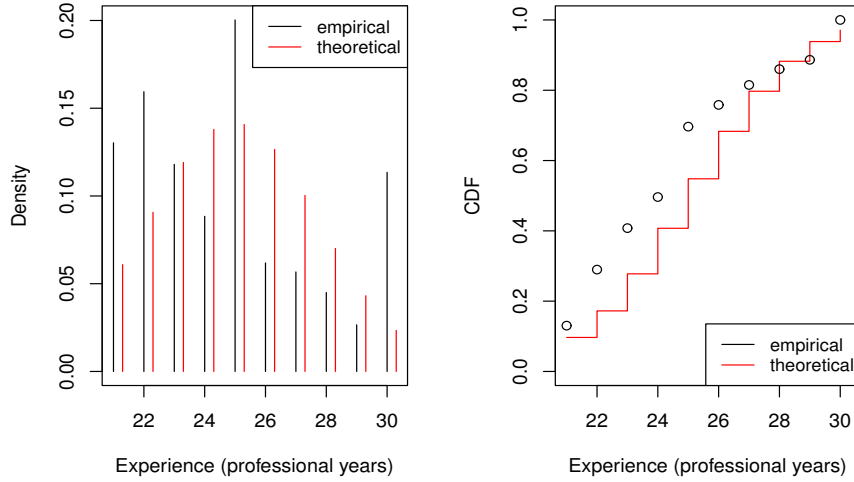 Density
0.00 0.05 0.10 0.15 0.20
empirical
theoretical
22 24 26 28 30
Experience (professional years)
CDF
0.0 0.2 0.4 0.6 0.8 1.0
empirical
theoretical
22 24 26 28 30
Experience (professional years)